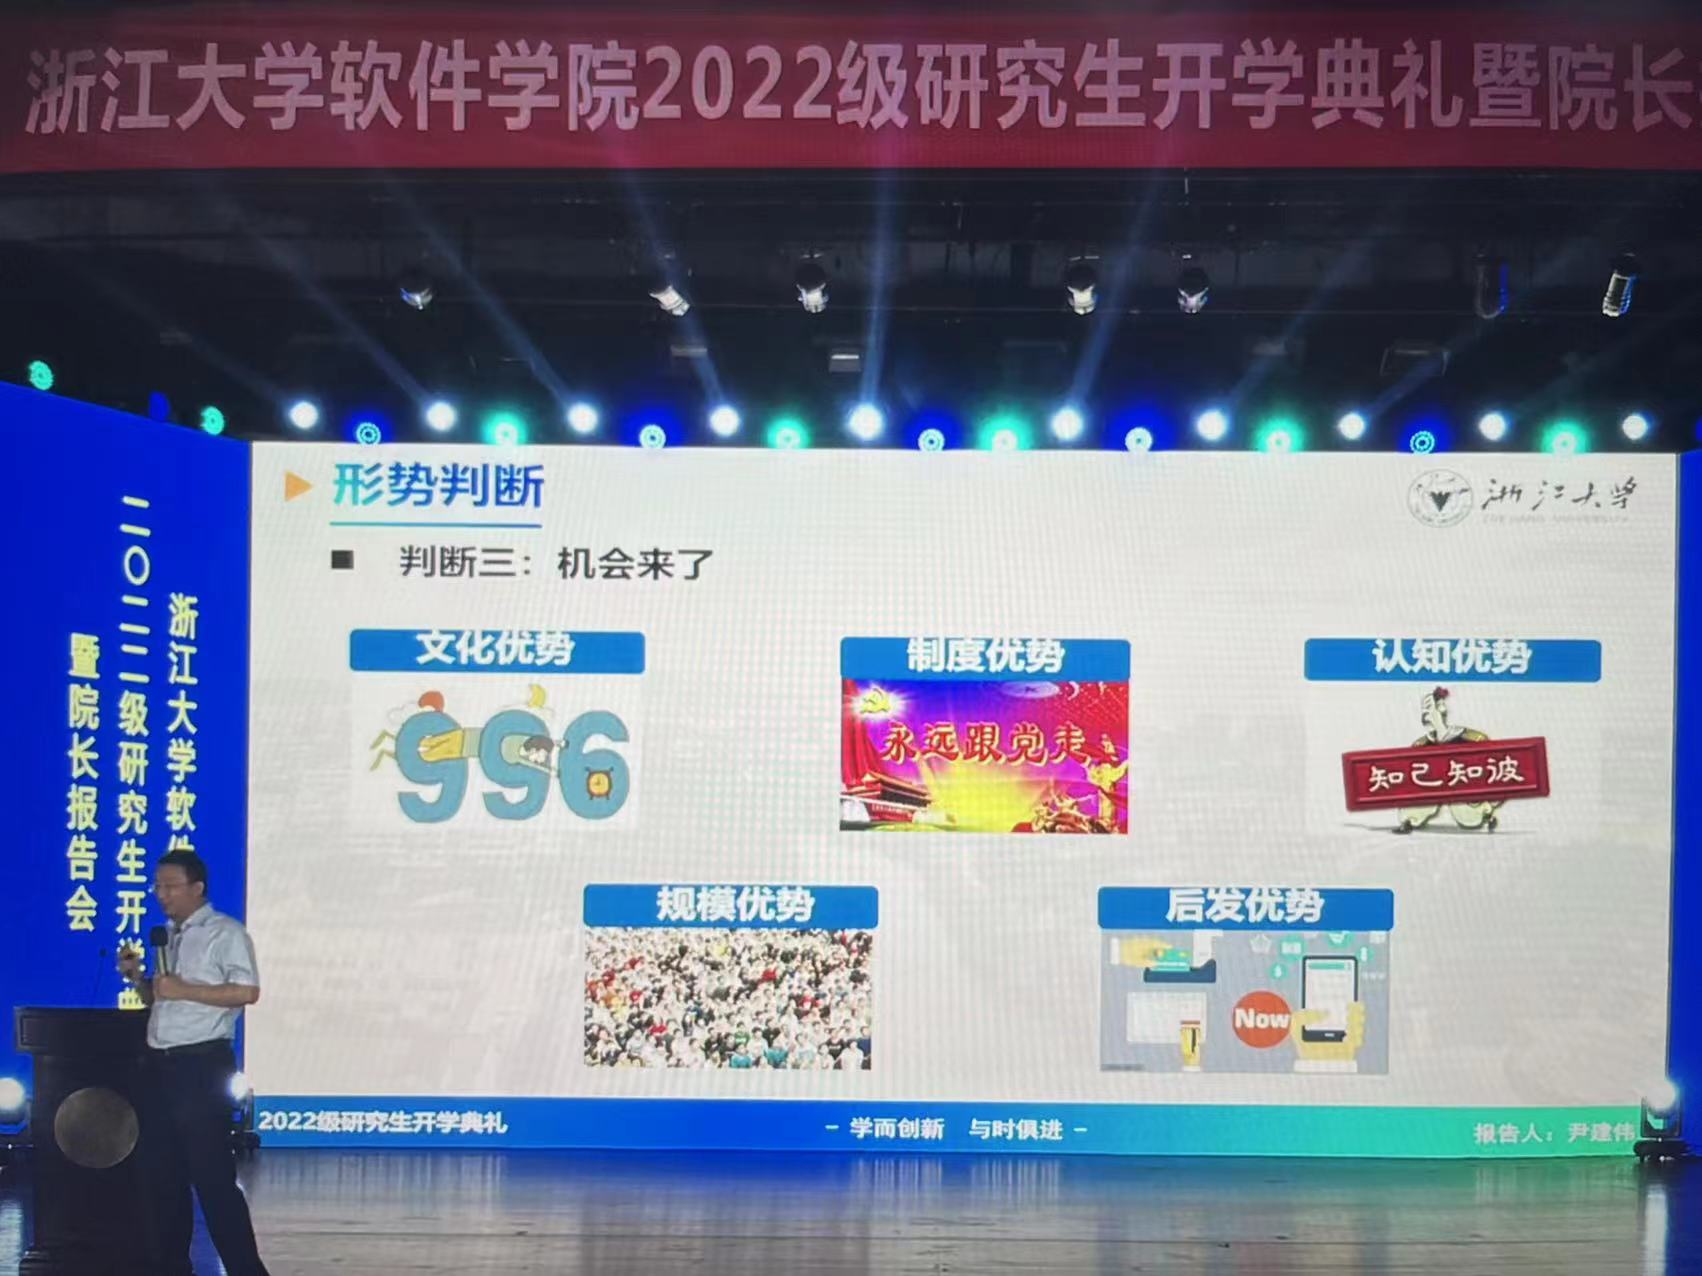 浙江大学软件学院2022级研究生开学典礼暨院长
形势判断
浙江大学
判断三：机会来了
文化优势
制度优势
认知优势
996
永远跟党走
知己知彼
规模优势
后发优势
Now
2022级研究生开学典礼
- 学而创新 与时俱进 -
报告人：尹建伟
浙江大学软件
二〇二二级研究生开学典
暨院长报告会